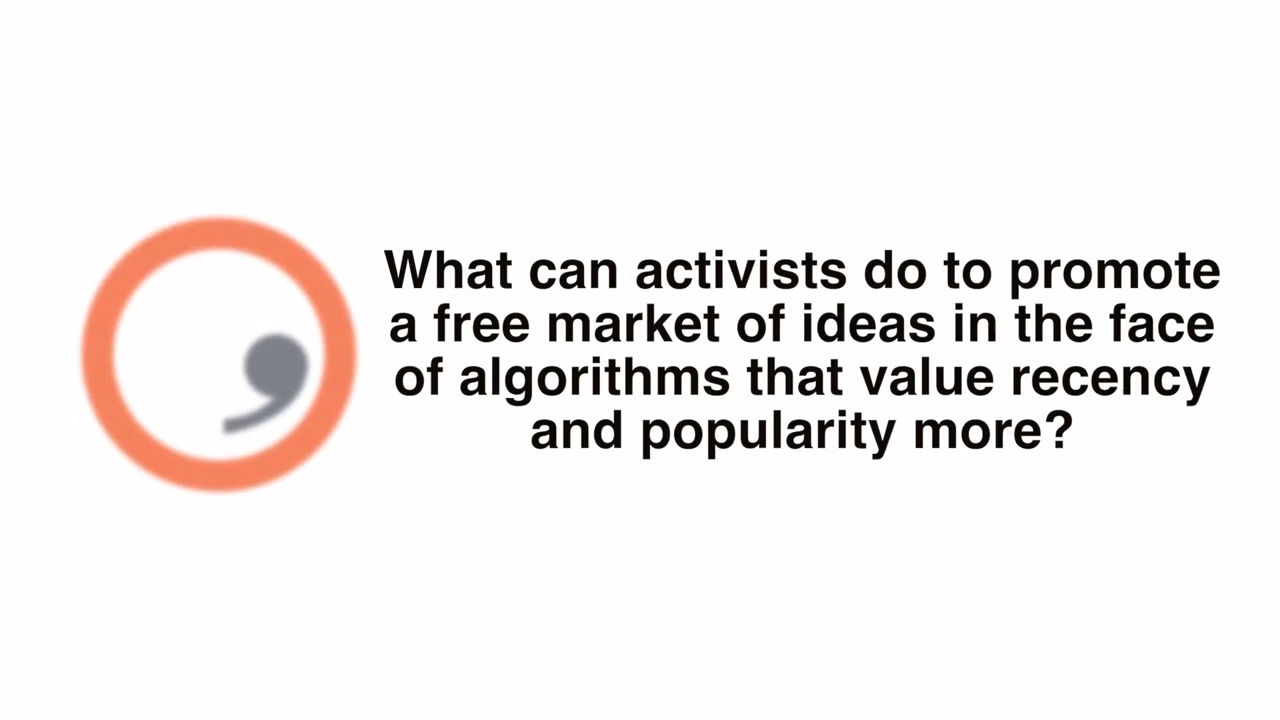 What can activists do to promote
a free market of ideas in the face
of algorithms that value recency
and popularity more?